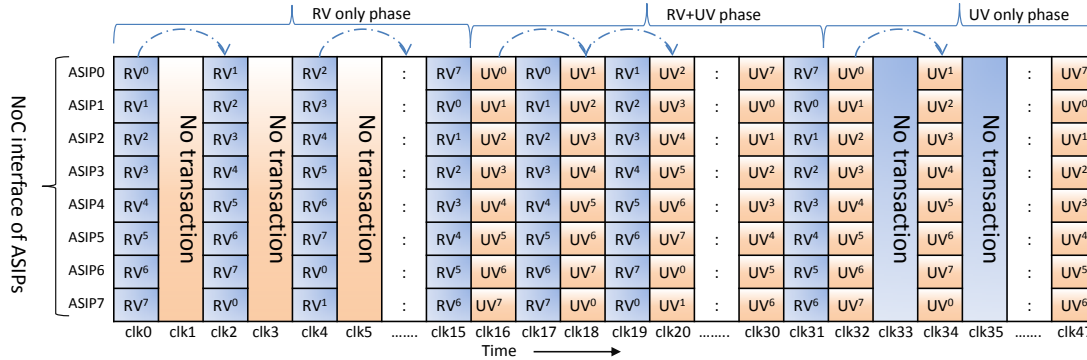 RV only phase RV+UV phase UV only phase
NoC interface of ASIPs
ASIP0 RV⁰ RV¹ RV² : RV⁷ UV⁰ RV⁰ UV¹ RV¹ UV² : UV⁷ RV⁷ UV⁰ UV¹ : UV⁷
ASIP1 RV¹ RV² RV³ : RV⁰ UV¹ RV¹ UV² RV² UV³ : UV⁰ RV⁰ UV¹ UV² : UV⁰
ASIP2 RV² RV³ RV⁴ : RV¹ UV² RV² UV³ RV³ UV⁴ : UV¹ RV¹ UV² UV³ : UV¹
ASIP3 RV³ RV⁴ RV⁵ : RV² UV³ RV³ UV⁴ RV⁴ UV⁵ : UV² RV² UV³ UV⁴ : UV²
ASIP4 RV⁴ RV⁵ RV⁶ : RV³ UV⁴ RV⁴ UV⁵ RV⁵ UV⁶ : UV³ RV³ UV⁴ UV⁵ : UV³
ASIP5 RV⁵ RV⁶ RV⁷ : RV⁴ UV⁵ RV⁵ UV⁶ RV⁶ UV⁷ : UV⁴ RV⁴ UV⁵ UV⁶ : UV⁴
ASIP6 RV⁶ RV⁷ RV⁰ : RV⁵ UV⁶ RV⁶ UV⁷ RV⁷ UV⁰ : UV⁵ RV⁵ UV⁶ UV⁷ : UV⁵
ASIP7 RV⁷ RV⁰ RV¹ : RV⁶ UV⁷ RV⁷ UV⁰ RV⁰ UV¹ : UV⁶ RV⁶ UV⁷ UV⁰ : UV⁶
No transaction
No transaction
No transaction
No transaction
No transaction
clk0 clk1 clk2 clk3 clk4 clk5 ....... clk15 clk16 clk17 clk18 clk19 clk20 ........ clk30 clk31 clk32 clk33 clk34 clk35 ....... clk47
Time